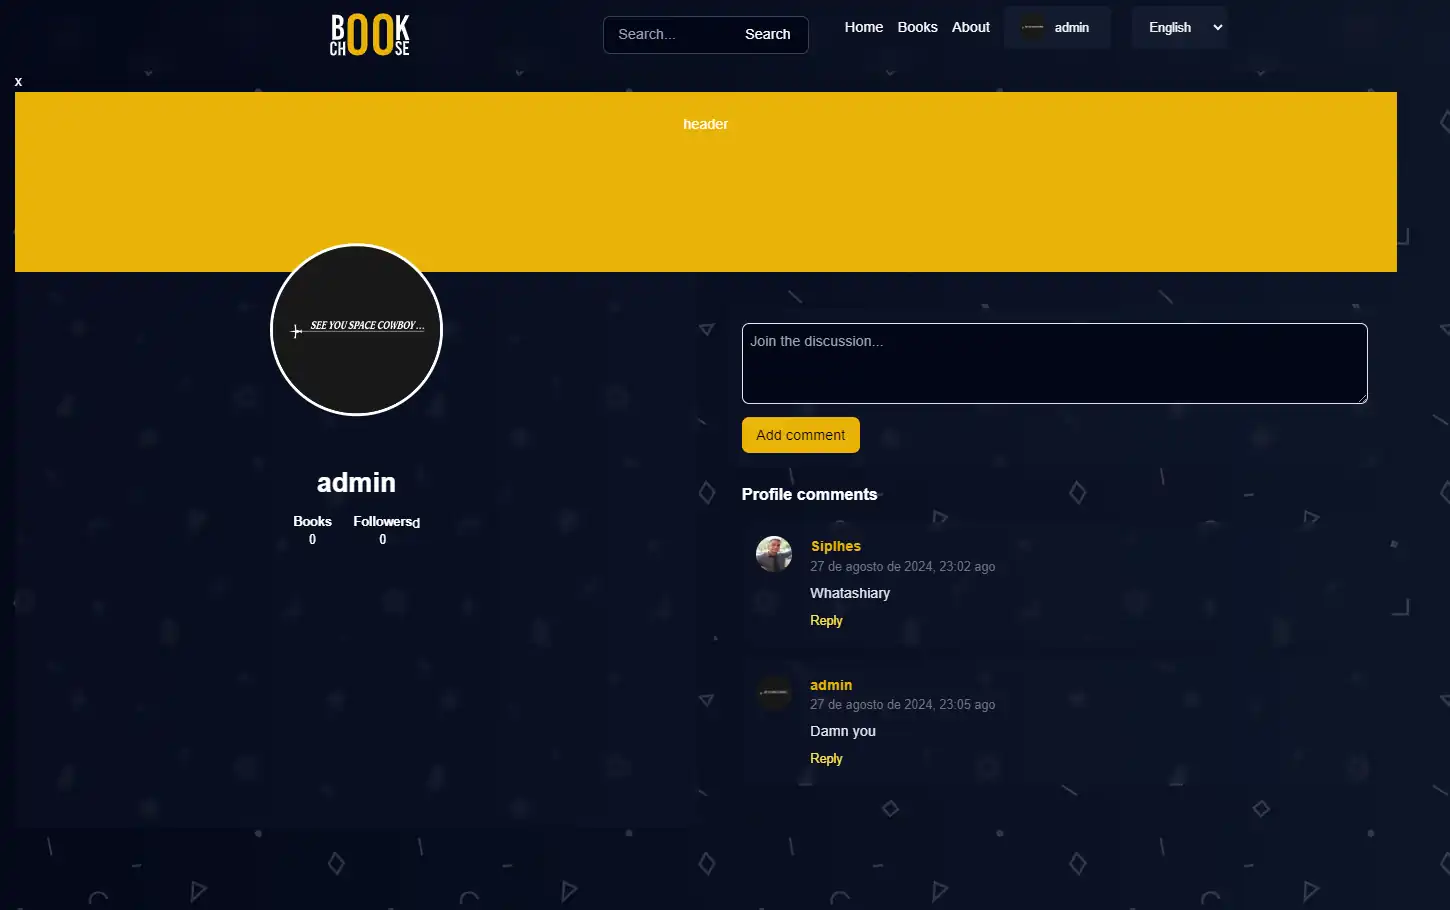 BOOK
CHOOSE
Search...
Search
Home
Books
About
admin
English
x
header
SEE YOU SPACE COWBOY...
admin
Books
Followersd
0
0
Join the discussion...
Add comment
Profile comments
Siplhes
27 de agosto de 2024, 23:02 ago
Whatashiary
Reply
admin
27 de agosto de 2024, 23:05 ago
Damn you
Reply